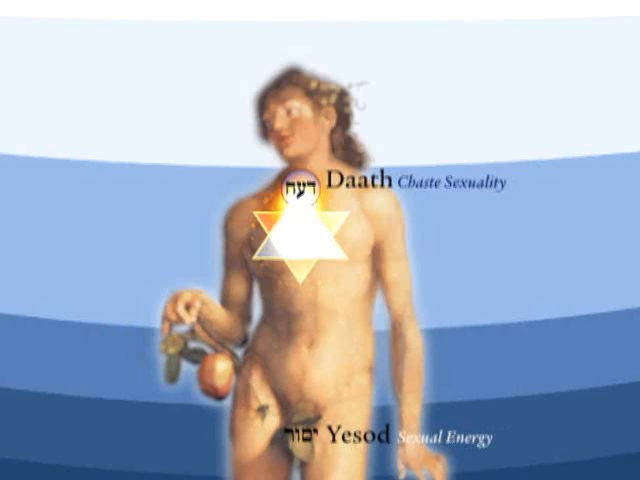 דעת Daath Chaste Sexuality
יסוד Yesod Sexual Energy